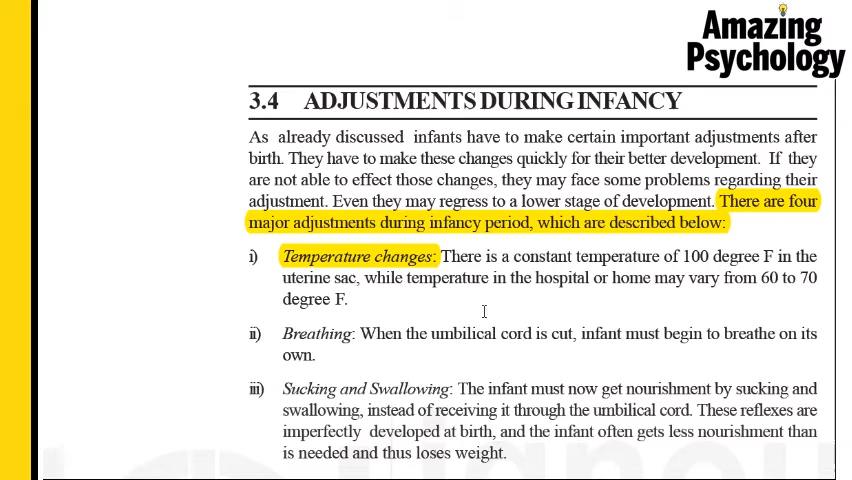 Amazing
Psychology
3.4 ADJUSTMENTS DURING INFANCY
As already discussed infants have to make certain important adjustments after
birth. They have to make these changes quickly for their better development. If they
are not able to effect those changes, they may face some problems regarding their
adjustment. Even they may regress to a lower stage of development. There are four
major adjustments during infancy period, which are described below:
i) Temperature changes: There is a constant temperature of 100 degree F in the
uterine sac, while temperature in the hospital or home may vary from 60 to 70
degree F.
ii) Breathing: When the umbilical cord is cut, infant must begin to breathe on its
own.
iii) Sucking and Swallowing: The infant must now get nourishment by sucking and
swallowing, instead of receiving it through the umbilical cord. These reflexes are
imperfectly developed at birth, and the infant often gets less nourishment than
is needed and thus loses weight.